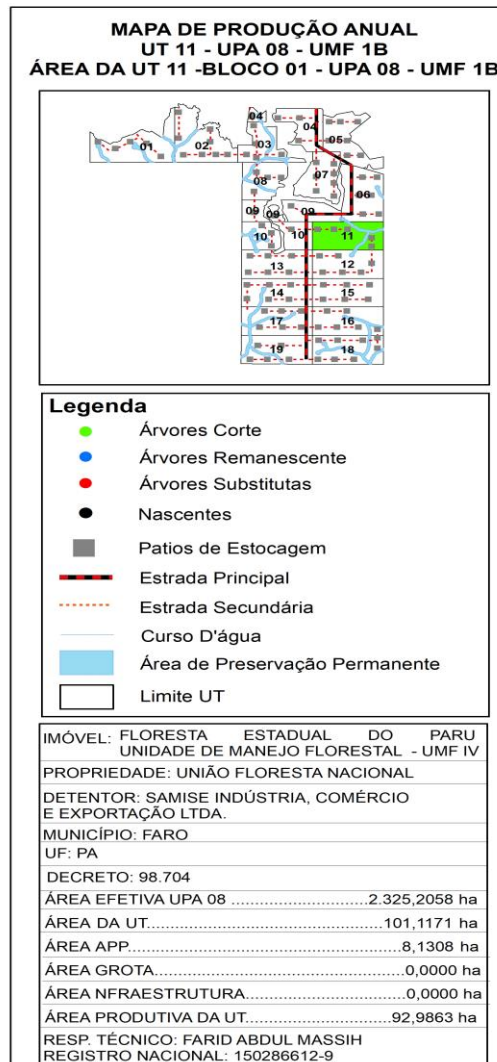 MAPA DE PRODUÇÃO ANUAL
UT 11 - UPA 08 - UMF 1B
ÁREA DA UT 11 -BLOCO 01 - UPA 08 - UMF 1B
04
04
05
01
02
03
07
08
06
09
09
09
10
10
11
13
12
14
15
17
16
19
18
Legenda
Árvores Corte
Árvores Remanescente
Árvores Substitutas
Nascentes
Patios de Estocagem
Estrada Principal
Estrada Secundária
Curso D'água
Área de Preservação Permanente
Limite UT
IMÓVEL: FLORESTA ESTADUAL DO PARU
UNIDADE DE MANEJO FLORESTAL - UMF IV
PROPRIEDADE: UNIÃO FLORESTA NACIONAL
DETENTOR: SAMISE INDÚSTRIA, COMÉRCIO
E EXPORTAÇÃO LTDA.
MUNICÍPIO: FARO
UF: PA
DECRETO: 98.704
ÁREA EFETIVA UPA 08 ..........................2.325,2058 ha
ÁREA DA UT............................................101,1171 ha
ÁREA APP..................................................8,1308 ha
ÁREA GROTA.............................................0,0000 ha
ÁREA NFRAESTRUTURA..........................0,0000 ha
ÁREA PRODUTIVA DA UT........................92,9863 ha
RESP. TÉCNICO: FARID ABDUL MASSIH
REGISTRO NACIONAL: 150286612-9